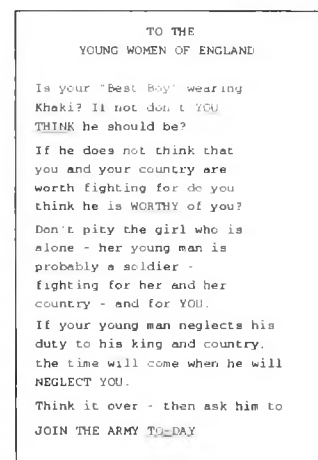 TO THE
YOUNG WOMEN OF ENGLAND
Is your "Best Boy" wearing
Khaki? If not don't YOU
THINK he should be?
If he does not think that
you and your country are
worth fighting for do you
think he is WORTHY of you?
Don't pity the girl who is
alone - her young man is
probably a soldier -
fighting for her and her
country - and for YOU.
If your young man neglects his
duty to his king and country,
the time will come when he will
NEGLECT YOU.
Think it over - then ask him to
JOIN THE ARMY TO-DAY